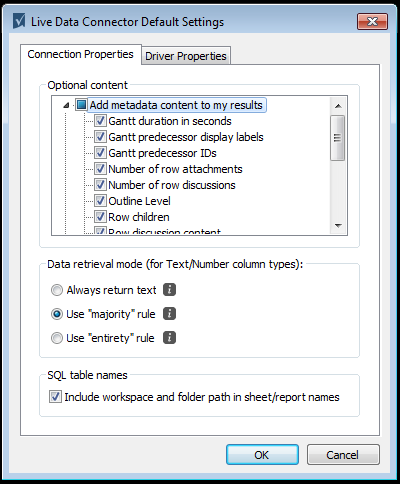 Live Data Connector Default Settings
Connection Properties
Driver Properties
Optional content
Add metadata content to my results
Gantt duration in seconds
Gantt predecessor display labels
Gantt predecessor IDs
Number of row attachments
Number of row discussions
Outline Level
Row children
Row discussion content
Data retrieval mode (for Text/Number column types):
Always return text
Use "majority" rule
Use "entirety" rule
SQL table names
Include workspace and folder path in sheet/report names
OK
Cancel